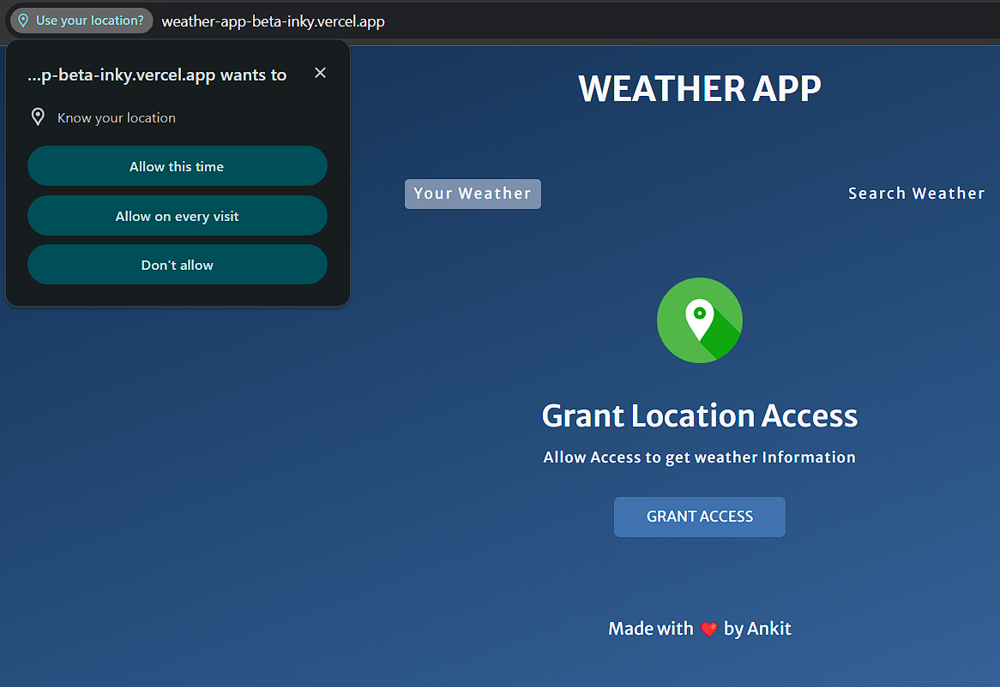 Use your location?
weather-app-beta-inky.vercel.app
...p-beta-inky.vercel.app wants to
Know your location
Allow this time
Allow on every visit
Don't allow
WEATHER APP
Your Weather
Search Weather
Grant Location Access
Allow Access to get weather Information
GRANT ACCESS
Made with ❤️ by Ankit